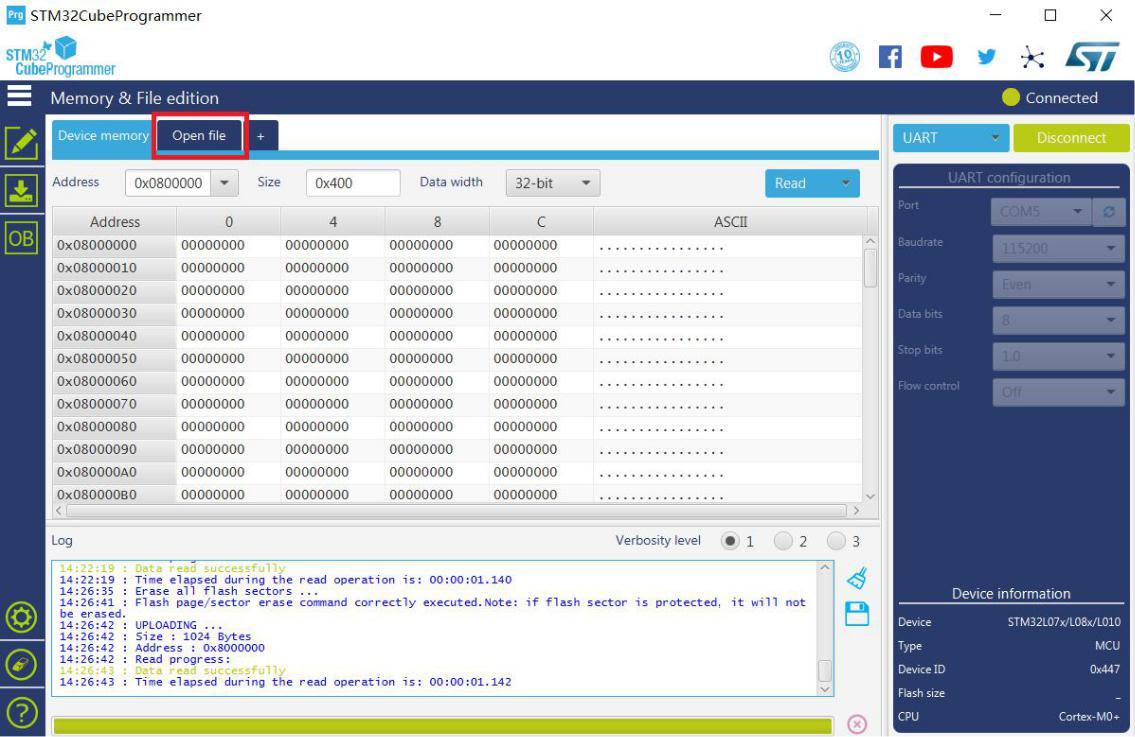 Prg STM32CubeProgrammer
STM32
CubeProgrammer
10
Memory & File edition
Connected
Device memory Open file +
UART Disconnect
Address 0x0800000 Size 0x400 Data width 32-bit Read
UART configuration
Port COM5
Baudrate 115200
Parity Even
Data bits 8
Stop bits 1.0
Flow control Off
OB
Address 0 4 8 C ASCII
0x08000000 00000000 00000000 00000000 00000000 ................
0x08000010 00000000 00000000 00000000 00000000 ................
0x08000020 00000000 00000000 00000000 00000000 ................
0x08000030 00000000 00000000 00000000 00000000 ................
0x08000040 00000000 00000000 00000000 00000000 ................
0x08000050 00000000 00000000 00000000 00000000 ................
0x08000060 00000000 00000000 00000000 00000000 ................
0x08000070 00000000 00000000 00000000 00000000 ................
0x08000080 00000000 00000000 00000000 00000000 ................
0x08000090 00000000 00000000 00000000 00000000 ................
0x080000A0 00000000 00000000 00000000 00000000 ................
0x080000B0 00000000 00000000 00000000 00000000 ................
Log Verbosity level 1 2 3
14:22:19 : Data read successfully
14:22:19 : Time elapsed during the read operation is: 00:00:01.140
14:26:35 : Erase all flash sectors ...
14:26:41 : Flash page/sector erase command correctly executed.Note: if flash sector is protected, it will not
be erased.
14:26:42 : UPLOADING ...
14:26:42 : Size : 1024 Bytes
14:26:42 : Address : 0x8000000
14:26:42 : Read progress:
14:26:43 : Data read successfully
14:26:43 : Time elapsed during the read operation is: 00:00:01.142
Device information
Device STM32L07x/L08x/L010
Type MCU
Device ID 0x447
Flash size _
CPU Cortex-M0+